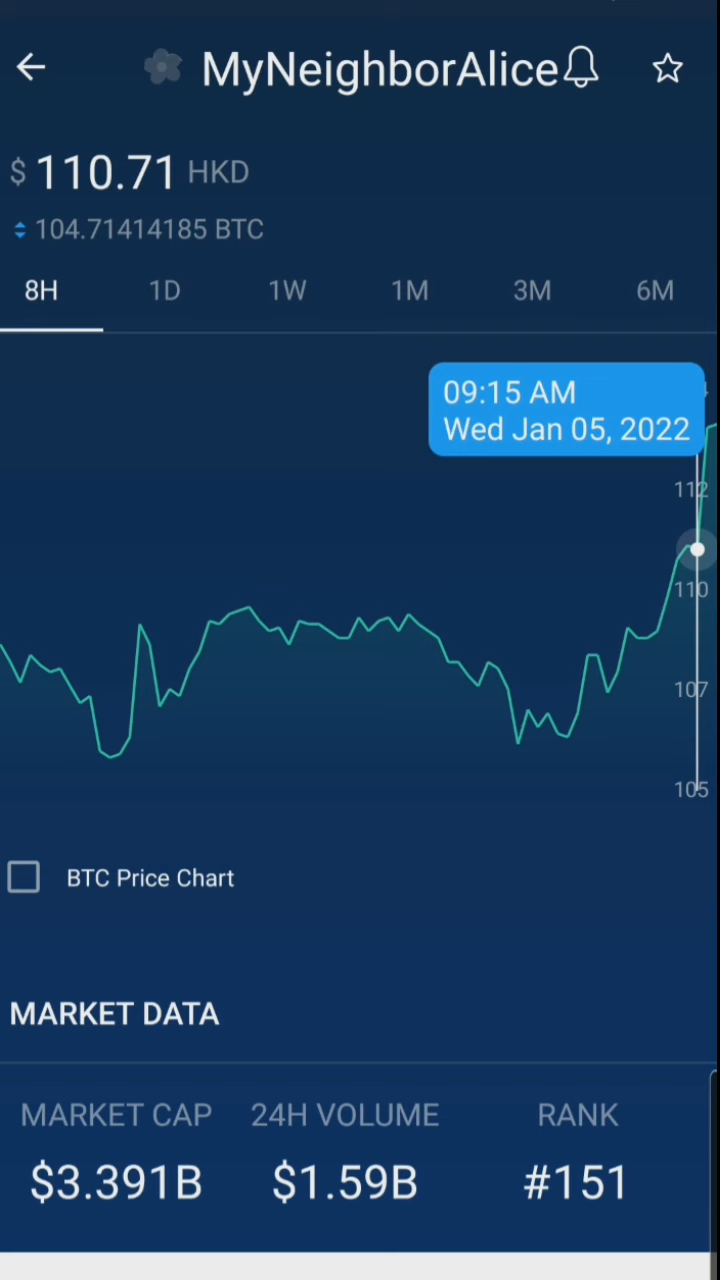 MyNeighborAlice
$ 110.71 HKD
104.71414185 BTC
8H 1D 1W 1M 3M 6M
09:15 AM
Wed Jan 05, 2022
112
110
107
105
BTC Price Chart
MARKET DATA
MARKET CAP 24H VOLUME RANK
$3.391B $1.59B #151